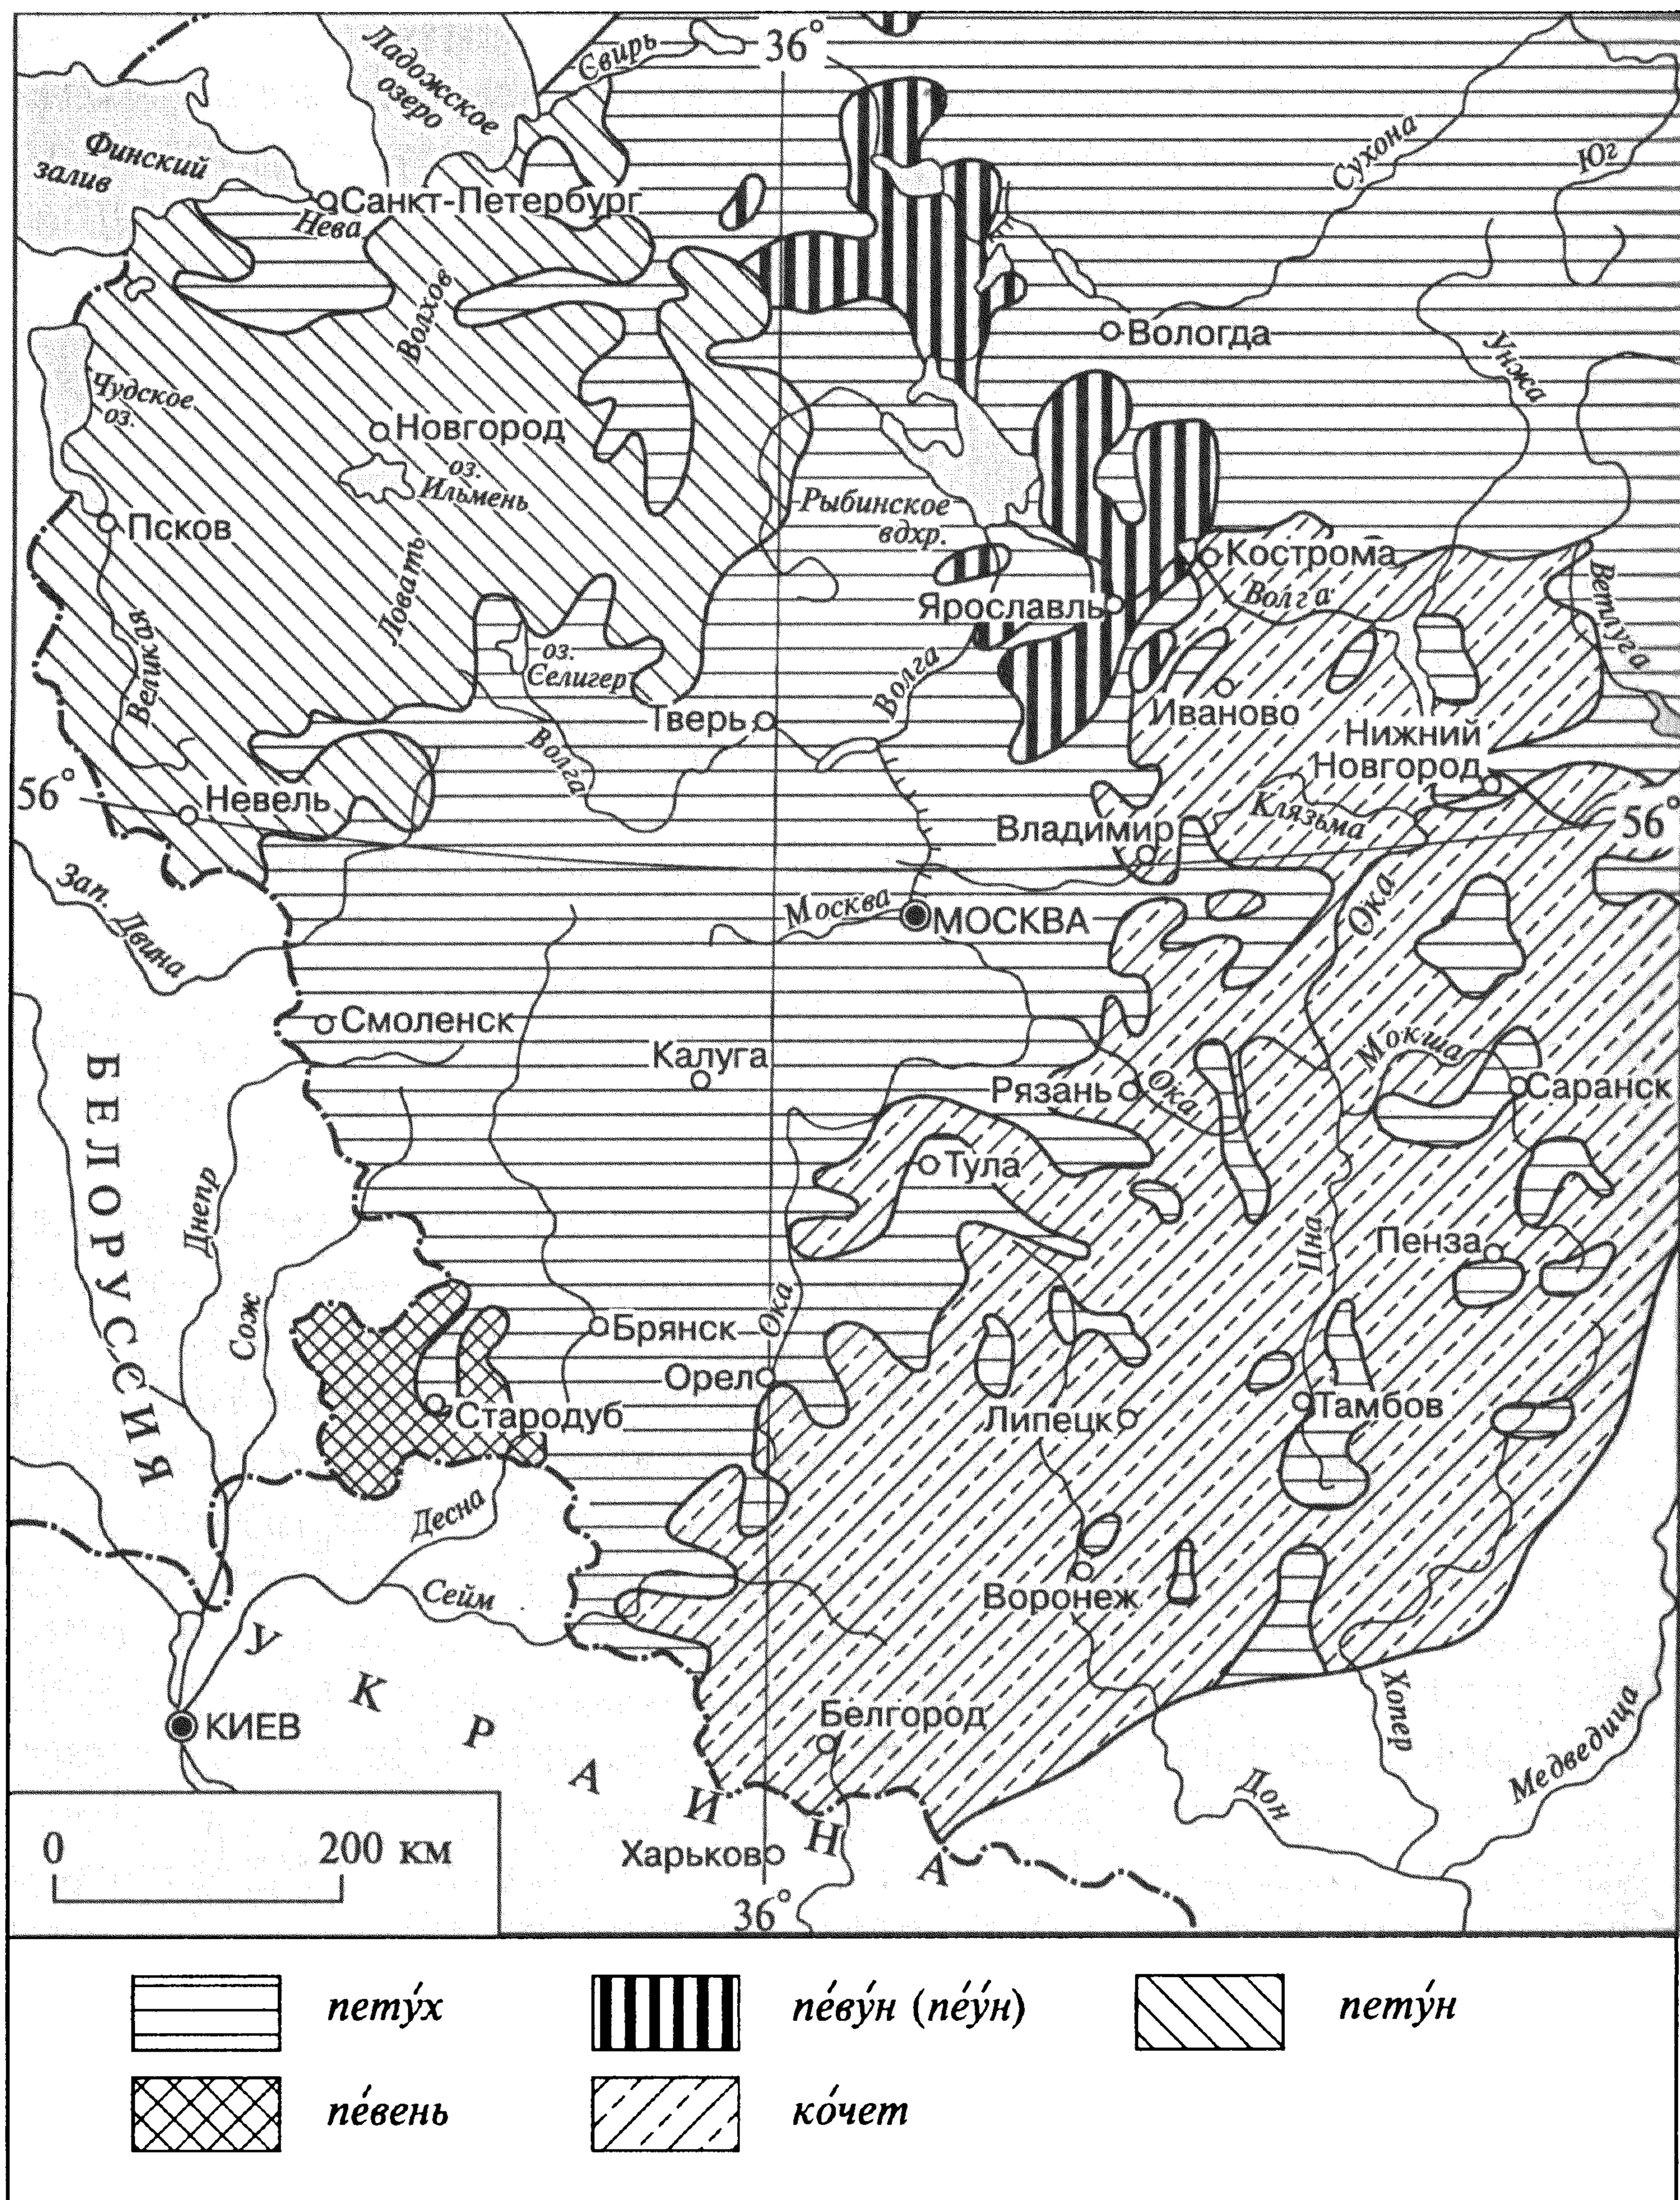 36°
Свирь
Ладожское
озеро
Финский
залив
Санкт-Петербург
Нева
Сухона
Юг
Волхов
Вологда
Унжа
Чудское
оз.
Новгород
оз.
Ильмень
Псков
Рыбинское
вдхр.
Ловать
Кострома
Волга
Ветлуга
Ярославль
Великая
оз.
Селигер
Волга
Тверь
Иваново
Волга
Нижний
Новгород
56°
Невель
Клязьма
Владимир
56°
Зап. Двина
Москва
МОСКВА
Ока
Смоленск
Калуга
Мокша
Рязань
Ока
Саранск
БЕЛОРУССИЯ
Тула
Днепр
Цна
Пенза
Сож
Ока
Брянск
Орел
Стародуб
Липецк
Тамбов
Десна
Сейм
Воронеж
УКРАИНА
КИЕВ
Белгород
Хопер
Медведица
Дон
Харьков
36°
0 200 км
пету́х
пе́ву́н (пе́у́н)
пету́н
пе́вень
ко́чет